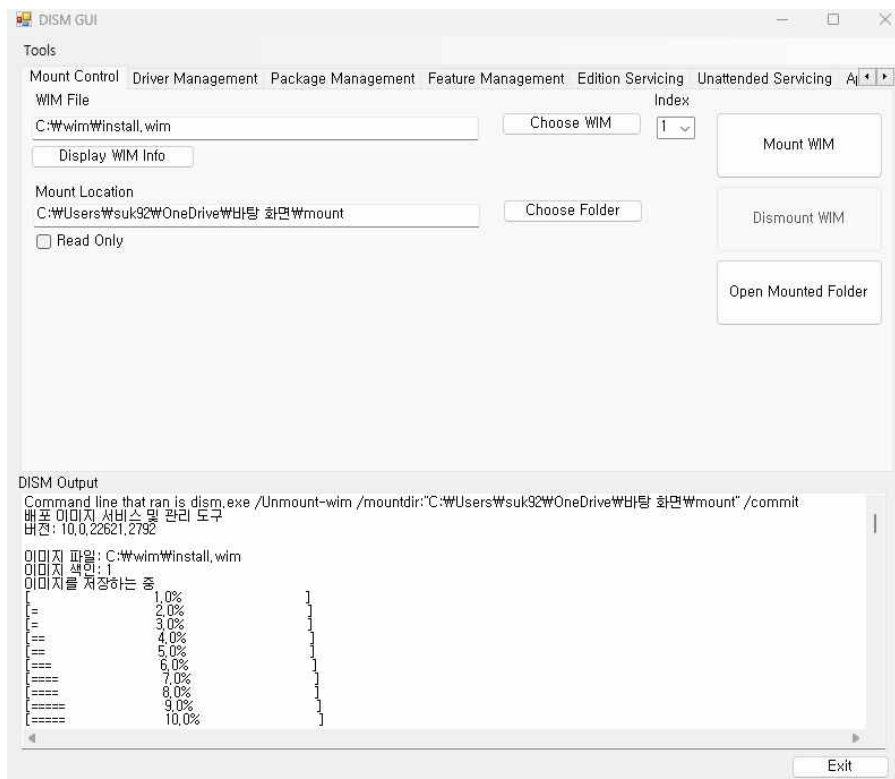 DISM GUI
Tools
Mount Control Driver Management Package Management Feature Management Edition Servicing Unattended Servicing
WIM File
Index
C:₩wim₩install.wim
Choose WIM
1
Mount WIM
Display WIM Info
Mount Location
C:₩Users₩suk92₩OneDrive₩바탕 화면₩mount
Choose Folder
Dismount WIM
Read Only
Open Mounted Folder
DISM Output
Command line that ran is dism.exe /Unmount-wim /mountdir:"C:₩Users₩suk92₩OneDrive₩바탕 화면₩mount" /commit
배포 이미지 서비스 및 관리 도구
버전: 10.0.22621.2792
이미지 파일: C:₩wim₩install.wim
이미지 색인: 1
이미지를 저장하는 중
[ 1.0% ]
[= 2.0% ]
[= 3.0% ]
[== 4.0% ]
[== 5.0% ]
[=== 6.0% ]
[==== 7.0% ]
[==== 8.0% ]
[===== 9.0% ]
[===== 10.0% ]
Exit